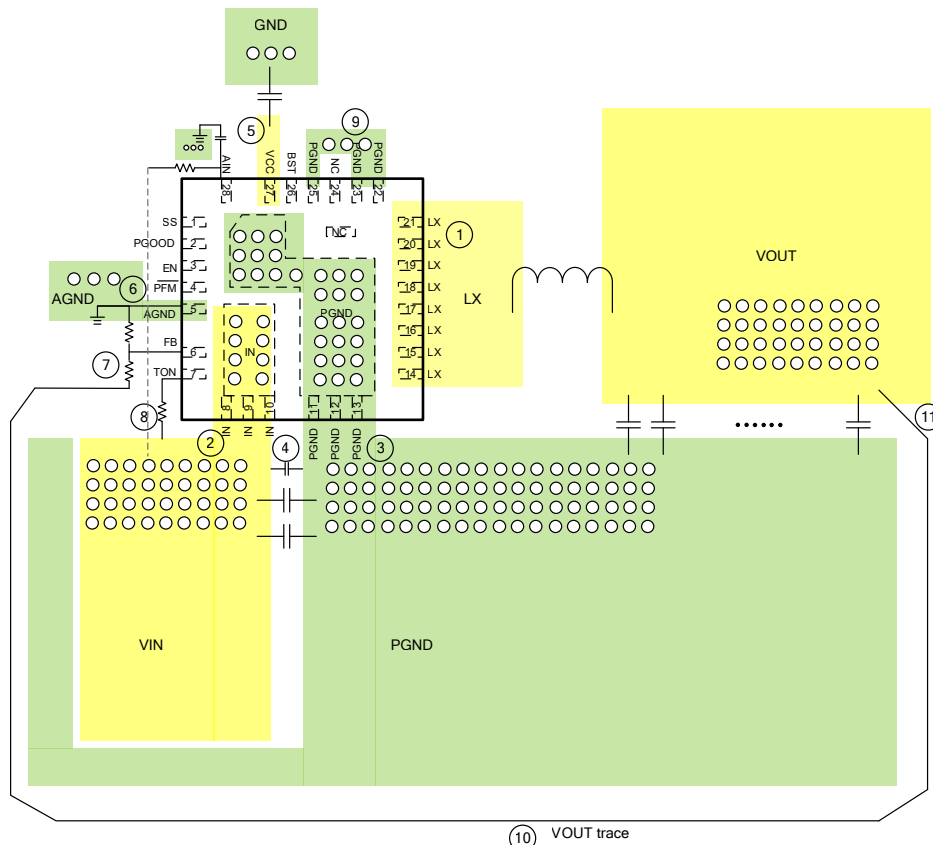 GND
5
9
AIN
VCC
BST
PGND
NC
PGND
PGND
28
27
26
25
24
23
22
SS 1
PGOOD 2
EN 3
PFM 4
AGND 5
FB 6
TON 7
NC
21 LX
20 LX
19 LX
18 LX
17 LX
16 LX
15 LX
14 LX
1
LX
VOUT
6
AGND
PGND
IN
7
8
8
9
10
11
12
13
IN
IN
IN
PGND
PGND
PGND
2
4
3
11
VIN
PGND
10 VOUT trace